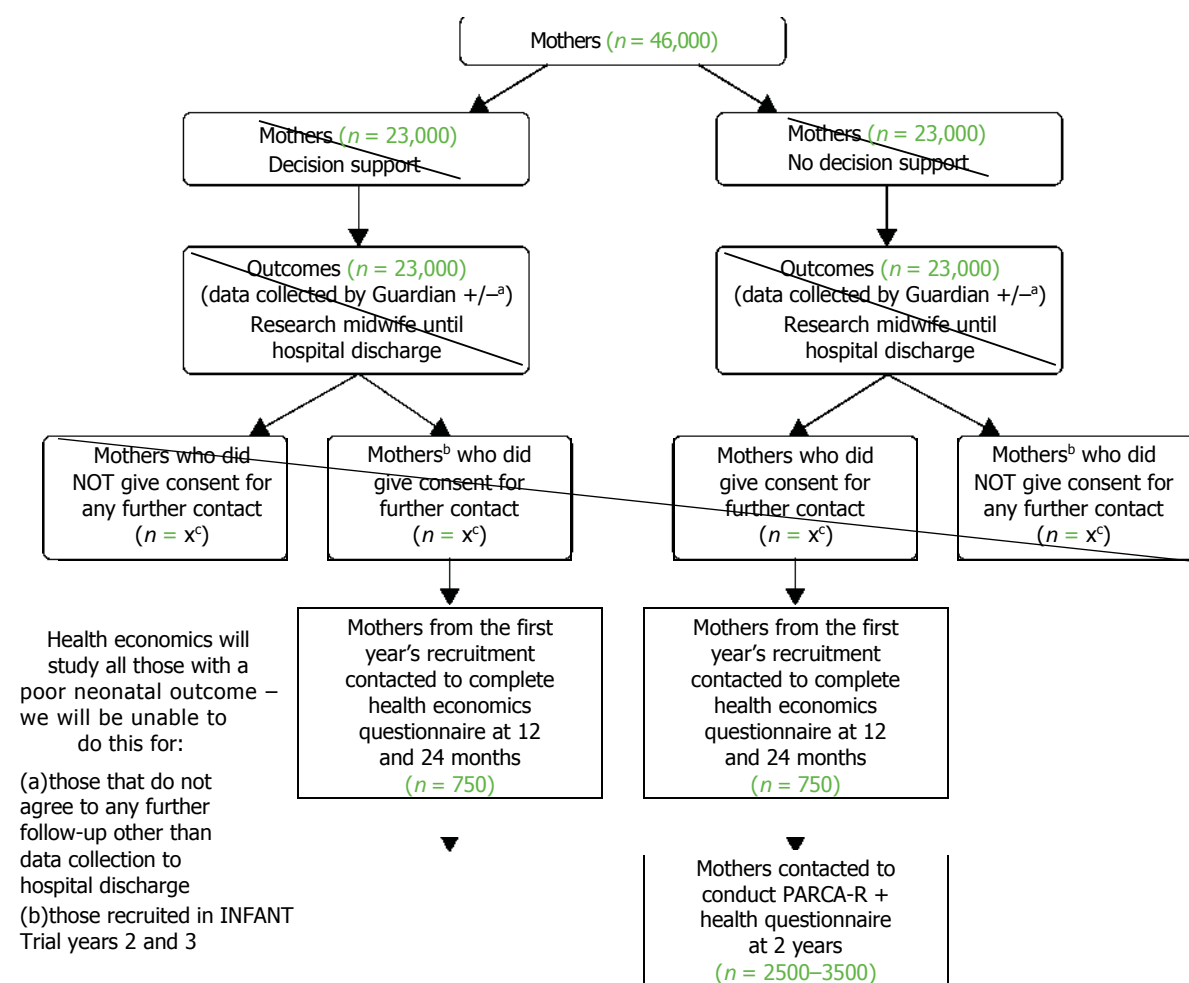 Mothers (n = 46,000)
Mothers (n = 23,000)
Decision support
Mothers (n = 23,000)
No decision support
Outcomes (n = 23,000)
(data collected by Guardian +/–a)
Research midwife until
hospital discharge
Outcomes (n = 23,000)
(data collected by Guardian +/–a)
Research midwife until
hospital discharge
Mothers who did
NOT give consent for
any further contact
(n = xc)
Mothersb who did
give consent for
further contact
(n = xc)
Mothers who did
give consent for
further contact
(n = xc)
Mothersb who did
NOT give consent for
any further contact
(n = xc)
Health economics will
study all those with a
poor neonatal outcome –
we will be unable to
do this for:
(a)those that do not
agree to any further
follow-up other than
data collection to
hospital discharge
(b)those recruited in INFANT
Trial years 2 and 3
Mothers from the first
year’s recruitment
contacted to complete
health economics
questionnaire at 12
and 24 months
(n = 750)
Mothers from the first
year’s recruitment
contacted to complete
health economics
questionnaire at 12
and 24 months
(n = 750)
Mothers contacted to
conduct PARCA-R +
health questionnaire
at 2 years
(n = 2500–3500)